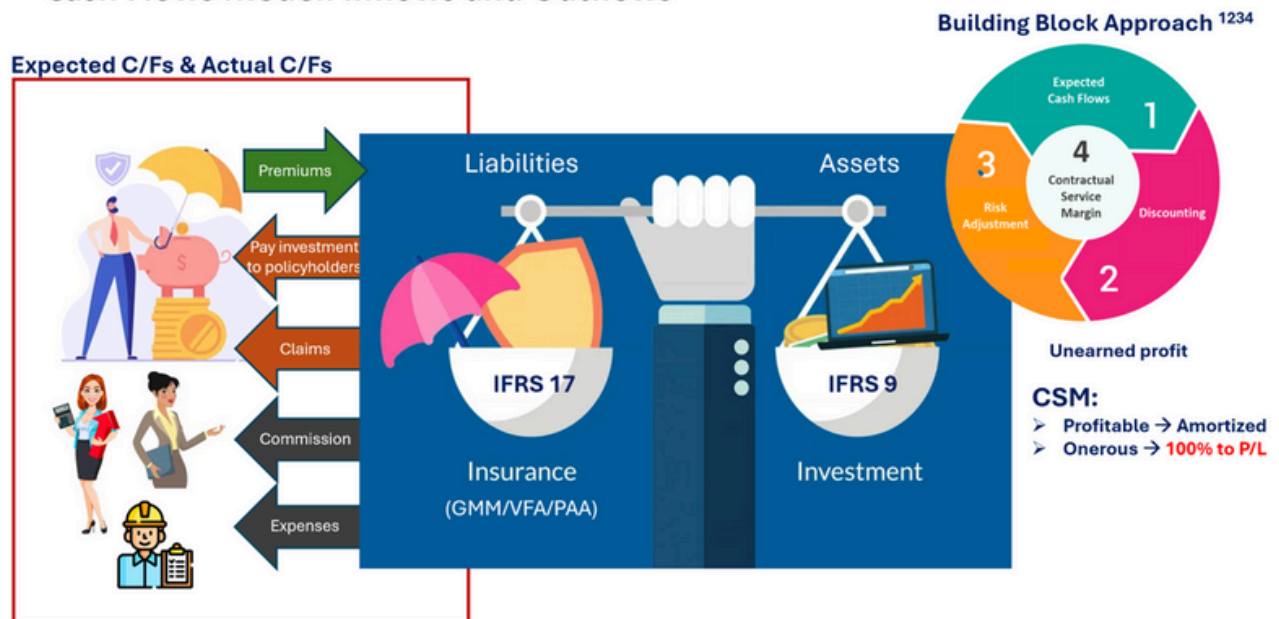 Building Block Approach 1234
Expected C/Fs & Actual C/Fs
Premiums
Pay investment
to policyholders
Claims
Commission
Expenses
Liabilities
Assets
IFRS 17
IFRS 9
Insurance
(GMM/VFA/PAA)
Investment
Expected
Cash Flows
1
Discounting
2
3
Risk
Adjustment
4
Contractual
Service
Margin
Unearned profit
CSM:
➢ Profitable → Amortized
➢ Onerous → 100% to P/L